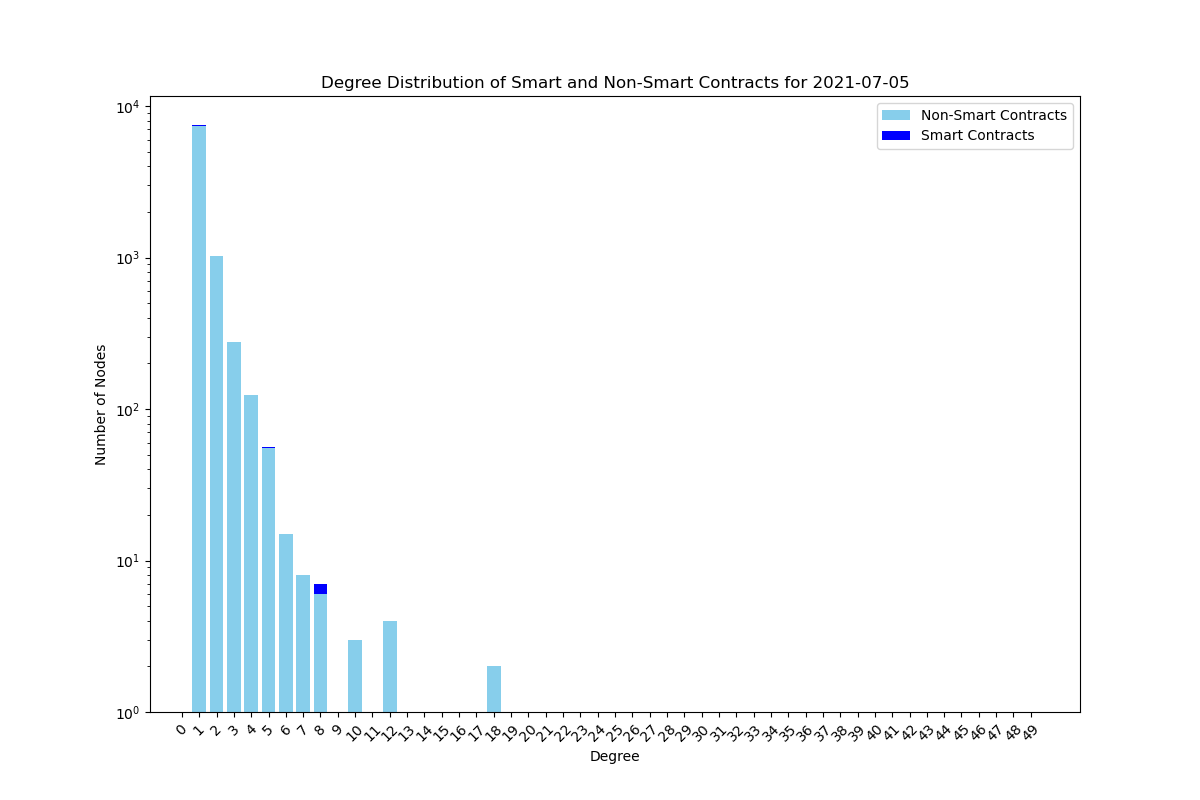 Degree Distribution of Smart and Non-Smart Contracts for 2021-07-05
Non-Smart Contracts
Smart Contracts
Number of Nodes
10^4
10^3
10^2
10^1
10^0
0 1 2 3 4 5 6 7 8 9 10 11 12 13 14 15 16 17 18 19 20 21 22 23 24 25 26 27 28 29 30 31 32 33 34 35 36 37 38 39 40 41 42 43 44 45 46 47 48 49
Degree